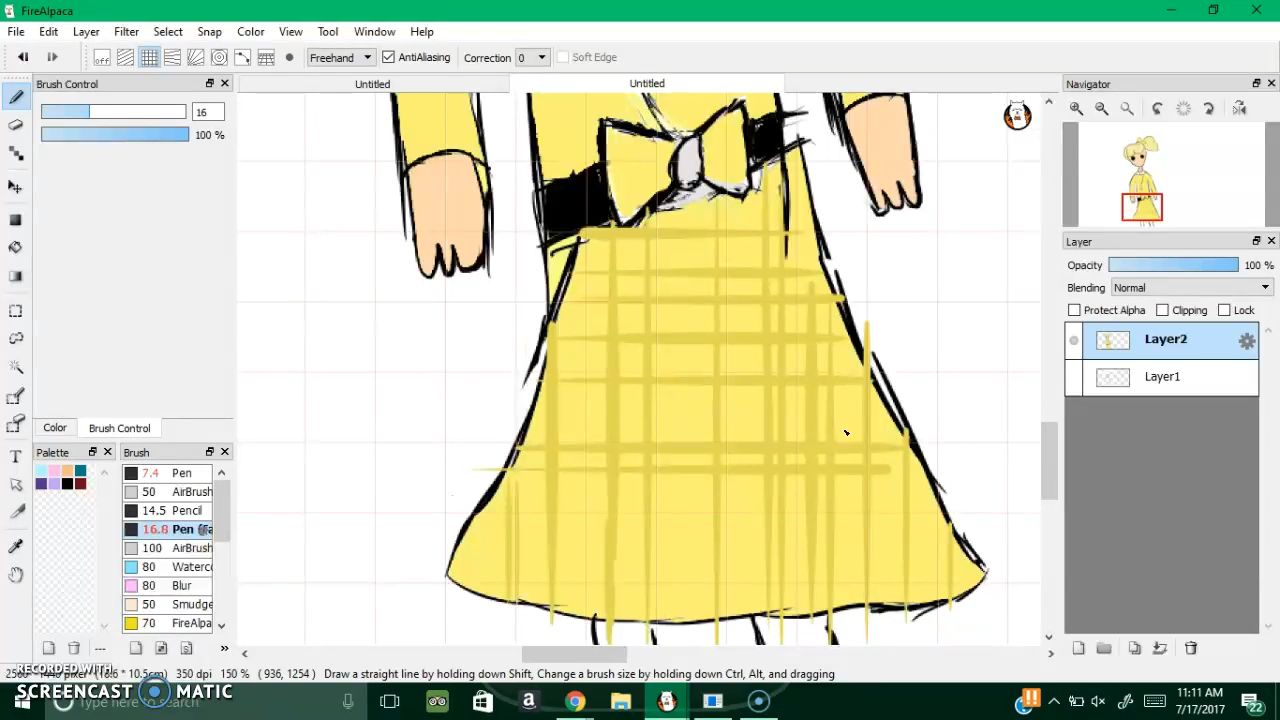 FireAlpaca
File Edit Layer Filter Select Snap Color View Tool Window Help
off Freehand AntiAliasing Correction 0 Soft Edge
Brush Control Untitled Untitled Navigator
16
100 %
Layer
Opacity 100 %
Blending Normal
Protect Alpha Clipping Lock
Layer2
Layer1
Color Brush Control
Palette Brush
7.4 Pen
50 AirBrush
14.5 Pencil
16.8 Pen
100 AirBrush
80 Waterco
80 Blur
50 Smudge
70 FireAlpa
T
350 dpi 150 % ( 936, 1254 ) Draw a straight line by holding down Shift, Change a brush size by holding down Ctrl, Alt, and dragging
RECORDED WITH
SCREENCAST MATIC
11:11 AM
7/17/2017
22